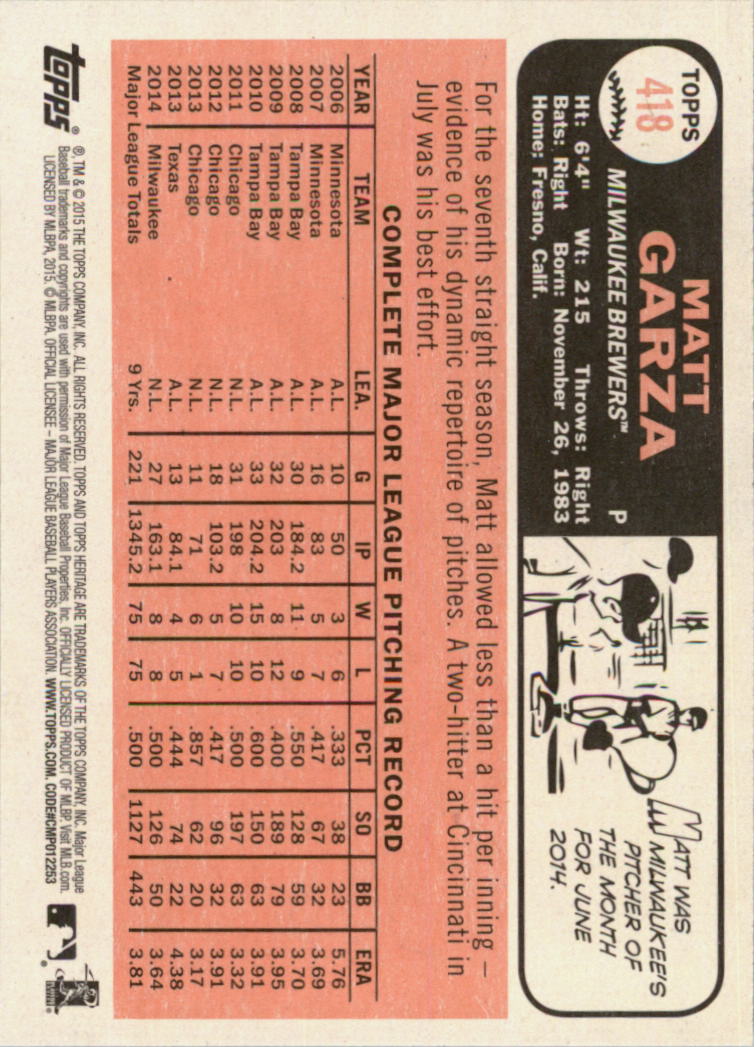 TOPPS
418
MATT
GARZA
MILWAUKEE BREWERS™ P
Ht: 6'4" Wt: 215 Throws: Right
Bats: Right Born: November 26, 1983
Home: Fresno, Calif.
MATT WAS
MILWAUKEE'S
PITCHER OF
THE MONTH
FOR JUNE
2014.
For the seventh straight season, Matt allowed less than a hit per inning –
evidence of his dynamic repertoire of pitches. A two-hitter at Cincinnati in
July was his best effort.
COMPLETE MAJOR LEAGUE PITCHING RECORD
YEAR TEAM LEA. G IP W L PCT SO BB ERA
2006 Minnesota A.L. 10 50 3 6 .333 38 23 5.76
2007 Minnesota A.L. 16 83 5 7 .417 67 32 3.69
2008 Tampa Bay A.L. 30 184.2 11 9 .550 128 59 3.70
2009 Tampa Bay A.L. 32 203 8 12 .400 189 79 3.95
2010 Tampa Bay A.L. 33 204.2 15 10 .600 150 63 3.91
2011 Chicago N.L. 31 198 10 10 .500 197 63 3.32
2012 Chicago N.L. 18 103.2 5 7 .417 96 32 3.91
2013 Chicago N.L. 11 71 6 1 .857 62 20 3.17
2013 Texas A.L. 13 84.1 4 5 .444 74 22 4.38
2014 Milwaukee N.L. 27 163.1 8 8 .500 126 50 3.64
Major League Totals 9 Yrs. 221 1345.2 75 75 .500 1127 443 3.81
topps®
®, TM & © 2015 THE TOPPS COMPANY, INC. ALL RIGHTS RESERVED. TOPPS AND TOPPS HERITAGE ARE TRADEMARKS OF THE TOPPS COMPANY, INC. Major League
Baseball trademarks and copyrights are used with permission of Major League Baseball Properties, Inc. OFFICIALLY LICENSED PRODUCT OF MLBP. Visit MLB.com.
LICENSED BY MLBPA, 2015. © MLBPA. OFFICIAL LICENSEE – MAJOR LEAGUE BASEBALL PLAYERS ASSOCIATION. WWW.TOPPS.COM. CODE#CMP012253